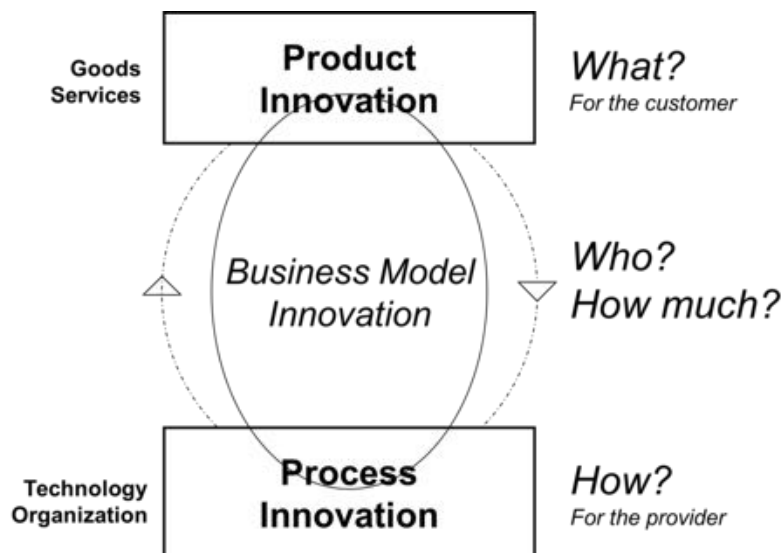 Goods
Services
Product
Innovation
What?
For the customer
Business Model
Innovation
Who?
How much?
Technology
Organization
Process
Innovation
How?
For the provider